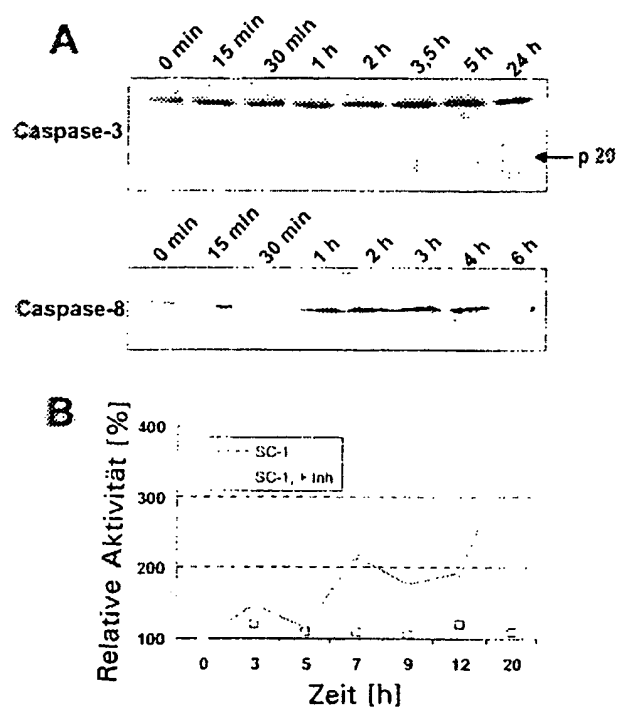 A
0 min 15 min 30 min 1 h 2 h 3,5 h 5 h 24 h
Caspase-3
p 20
0 min 15 min 30 min 1 h 2 h 3 h 4 h 6 h
Caspase-8
B
Relative Aktivität [%]
400
SC-1
SC-1, + Inh
300
200
100
0 3 5 7 9 12 20
Zeit [h]